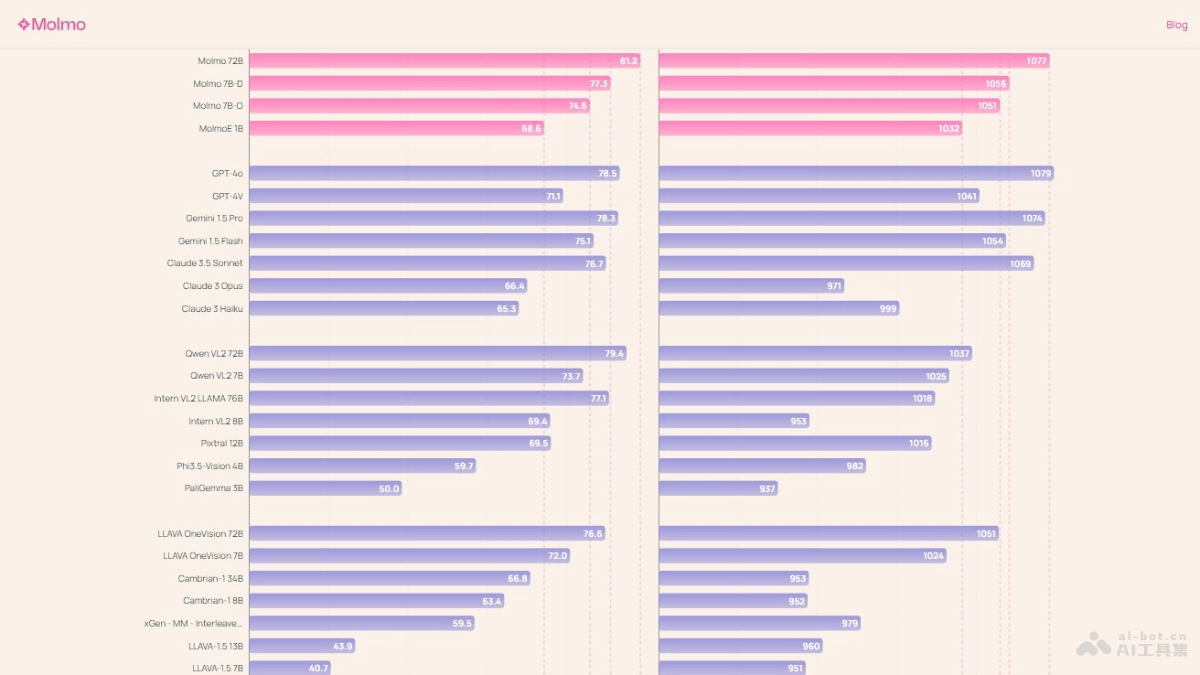 Molmo
Blog
Molmo 72B 81.2 1077
Molmo 7B-D 77.3 1056
Molmo 7B-O 74.6 1051
MolmoE 1B 68.6 1032
GPT-4o 78.5 1079
GPT-4V 71.1 1041
Gemini 1.5 Pro 78.3 1074
Gemini 1.5 Flash 75.1 1054
Claude 3.5 Sonnet 76.7 1069
Claude 3 Opus 66.4 971
Claude 3 Haiku 65.3 999
Qwen VL2 72B 79.4 1037
Qwen VL2 7B 73.7 1025
Intern VL2 LLAMA 76B 77.1 1018
Intern VL2 8B 69.4 953
Pixtral 12B 69.5 1016
Phi3.5-Vision 4B 59.7 982
PaliGemma 3B 50.0 937
LLAVA OneVision 72B 76.6 1051
LLAVA OneVision 7B 72.0 1024
Cambrian-1 34B 66.8 953
Cambrian-1 8B 63.4 952
xGen - MM - Interleave... 59.5 979
LLAVA-1.5 13B 43.9 960
LLAVA-1.5 7B 40.7 951
ai-bot.cn
AI工具集